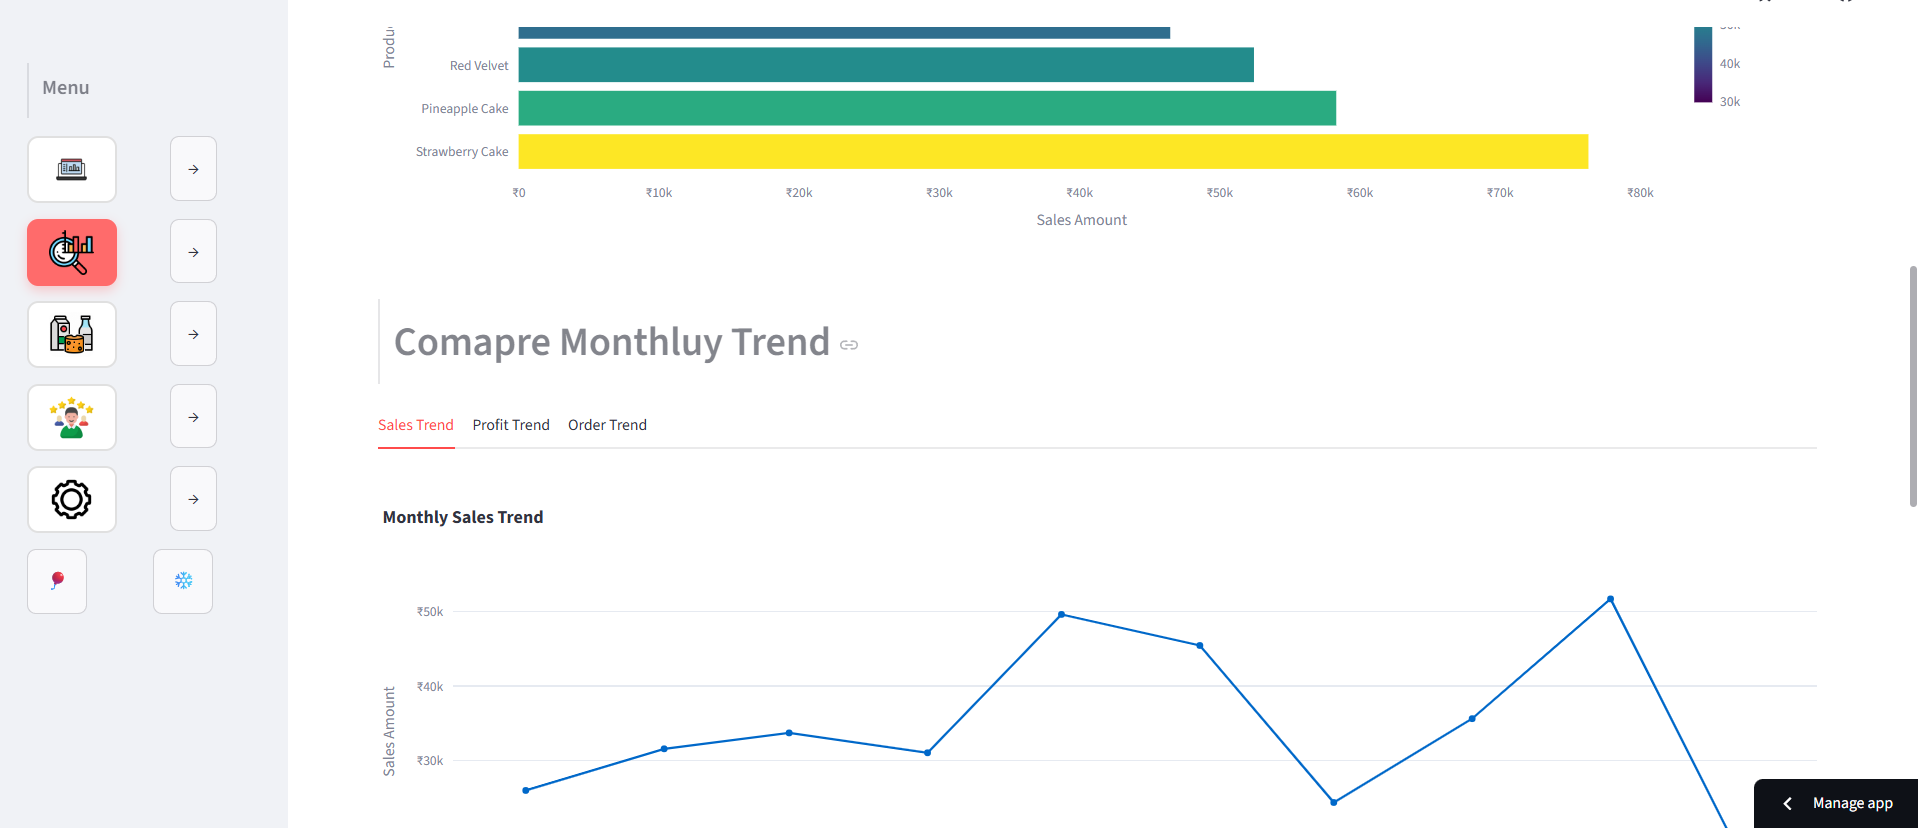 Menu
→
→
→
→
→
Produ
Red Velvet
Pineapple Cake
Strawberry Cake
₹0 ₹10k ₹20k ₹30k ₹40k ₹50k ₹60k ₹70k ₹80k
Sales Amount
40k
30k
Comapre Monthluy Trend
Sales Trend Profit Trend Order Trend
Monthly Sales Trend
₹50k
₹40k
₹30k
Sales Amount
Manage app